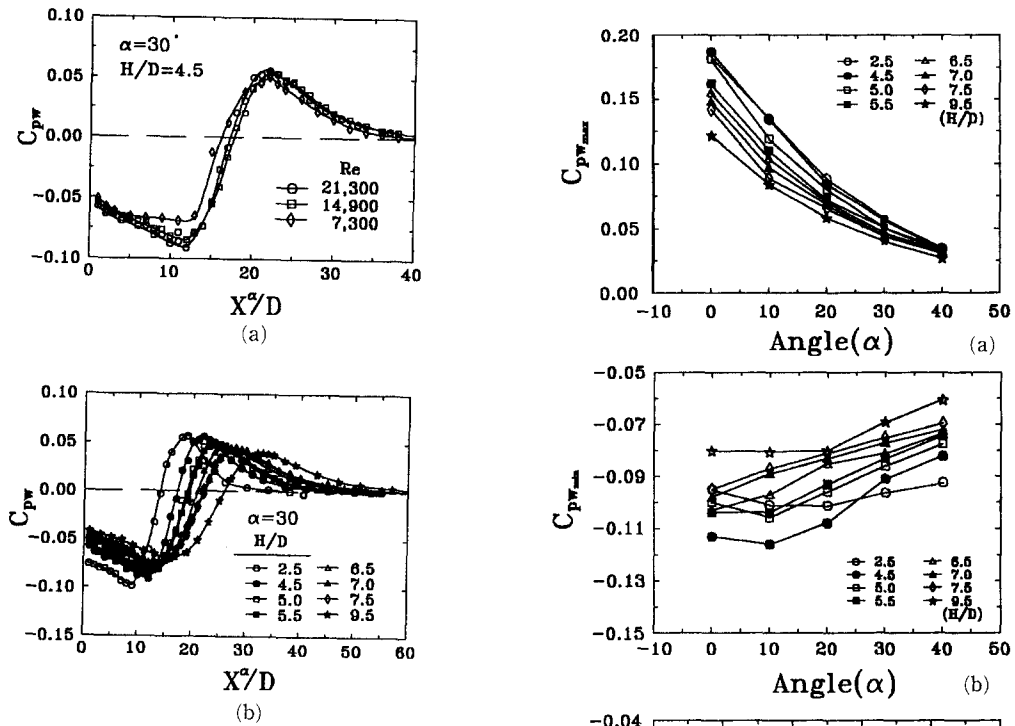 0.10
0.05
0.00
−0.05
−0.10
C_pw
α=30°
H/D=4.5
Re
21,300
14,900
7,300
0 10 20 30 40
X^α/D
(a)
0.10
0.05
0.00
−0.05
−0.10
−0.15
C_pw
α=30
H/D
2.5 6.5
4.5 7.0
5.0 7.5
5.5 9.5
0 10 20 30 40 50 60
X^α/D
(b)
0.20
0.15
0.10
0.05
0.00
C_pw_max
2.5 6.5
4.5 7.0
5.0 7.5
5.5 9.5
(H/D)
−10 0 10 20 30 40 50
Angle(α)
(a)
−0.05
−0.07
−0.09
−0.11
−0.13
−0.15
C_pw_min
2.5 6.5
4.5 7.0
5.0 7.5
5.5 9.5
(H/D)
−10 0 10 20 30 40 50
Angle(α)
(b)
−0.04